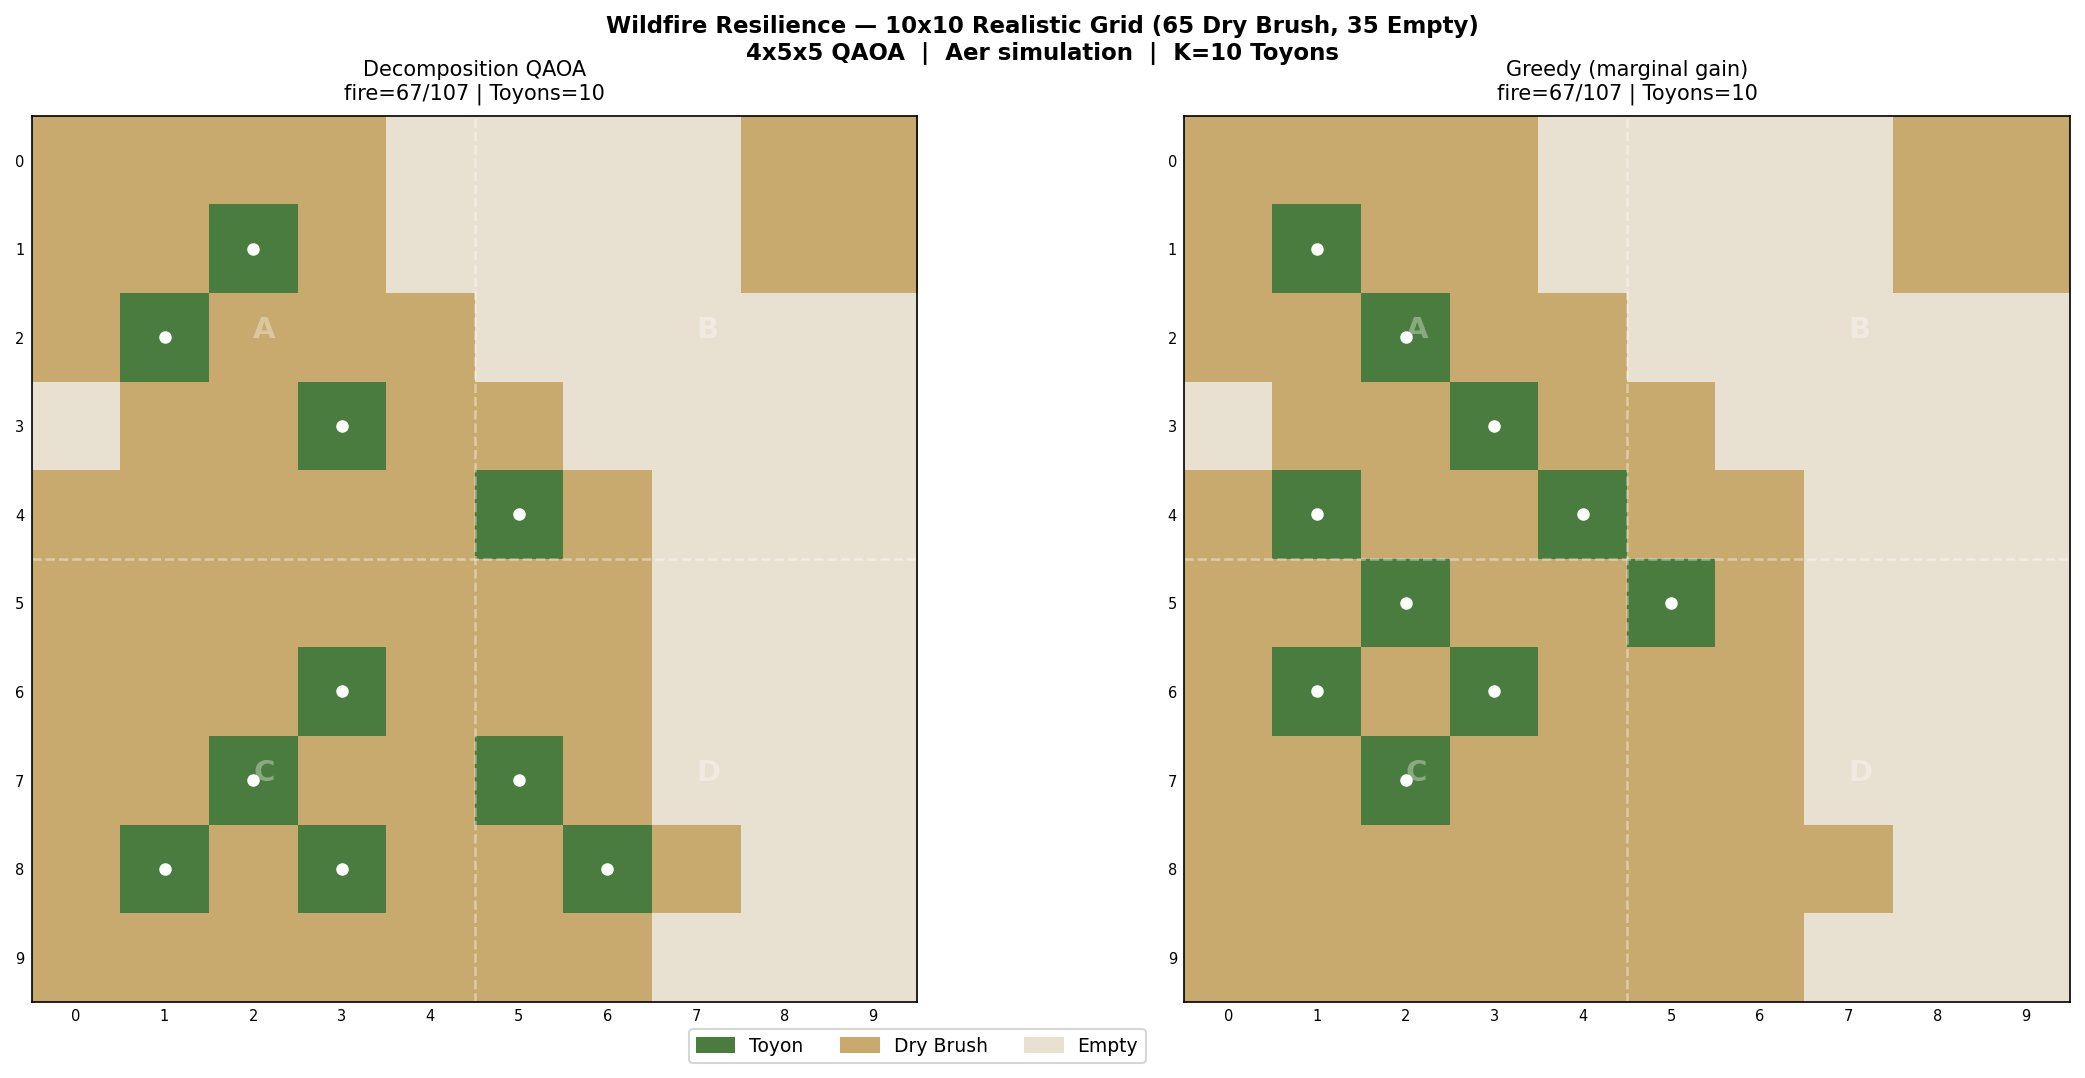 Wildfire Resilience — 10x10 Realistic Grid (65 Dry Brush, 35 Empty)
4x5x5 QAOA | Aer simulation | K=10 Toyons
Decomposition QAOA
fire=67/107 | Toyons=10
0
1
2
3
4
5
6
7
8
9
A
B
C
D
0 1 2 3 4 5 6 7 8 9
Greedy (marginal gain)
fire=67/107 | Toyons=10
0
1
2
3
4
5
6
7
8
9
A
B
C
D
0 1 2 3 4 5 6 7 8 9
Toyon Dry Brush Empty